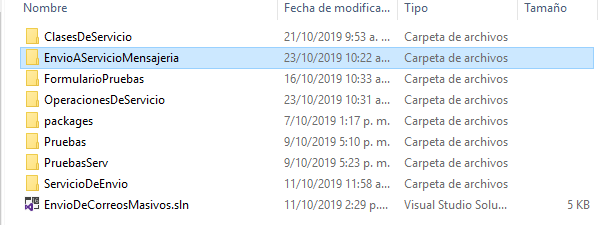 Nombre Fecha de modifica... Tipo Tamaño
ClasesDeServicio 21/10/2019 9:53 a. ... Carpeta de archivos
EnvioAServicioMensajeria 23/10/2019 10:22 a... Carpeta de archivos
FormularioPruebas 16/10/2019 10:33 a... Carpeta de archivos
OperacionesDeServicio 23/10/2019 10:31 a... Carpeta de archivos
packages 7/10/2019 1:17 p. m. Carpeta de archivos
Pruebas 9/10/2019 5:10 p. m. Carpeta de archivos
PruebasServ 9/10/2019 5:23 p. m. Carpeta de archivos
ServicioDeEnvio 11/10/2019 11:58 a... Carpeta de archivos
EnvioDeCorreosMasivos.sln 11/10/2019 2:29 p.... Visual Studio Solu... 5 KB